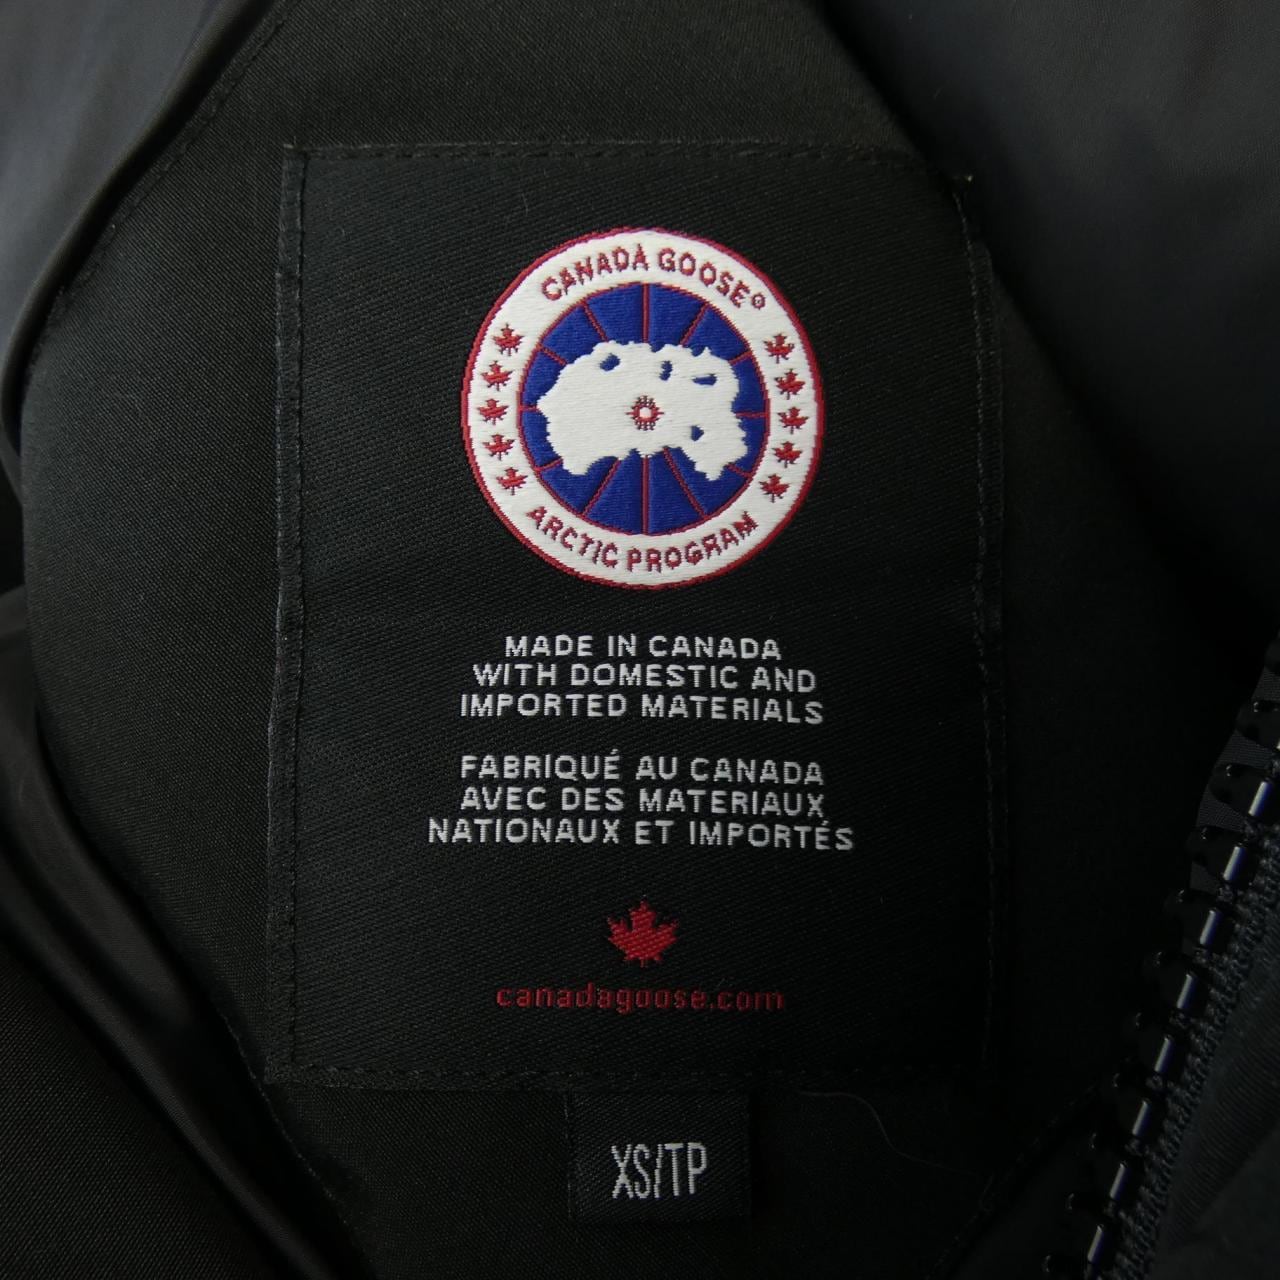 CANADA GOOSE®
ARCTIC PROGRAM
MADE IN CANADA
WITH DOMESTIC AND
IMPORTED MATERIALS
FABRIQUÉ AU CANADA
AVEC DES MATERIAUX
NATIONAUX ET IMPORTÉS
canadagoose.com
XS/TP